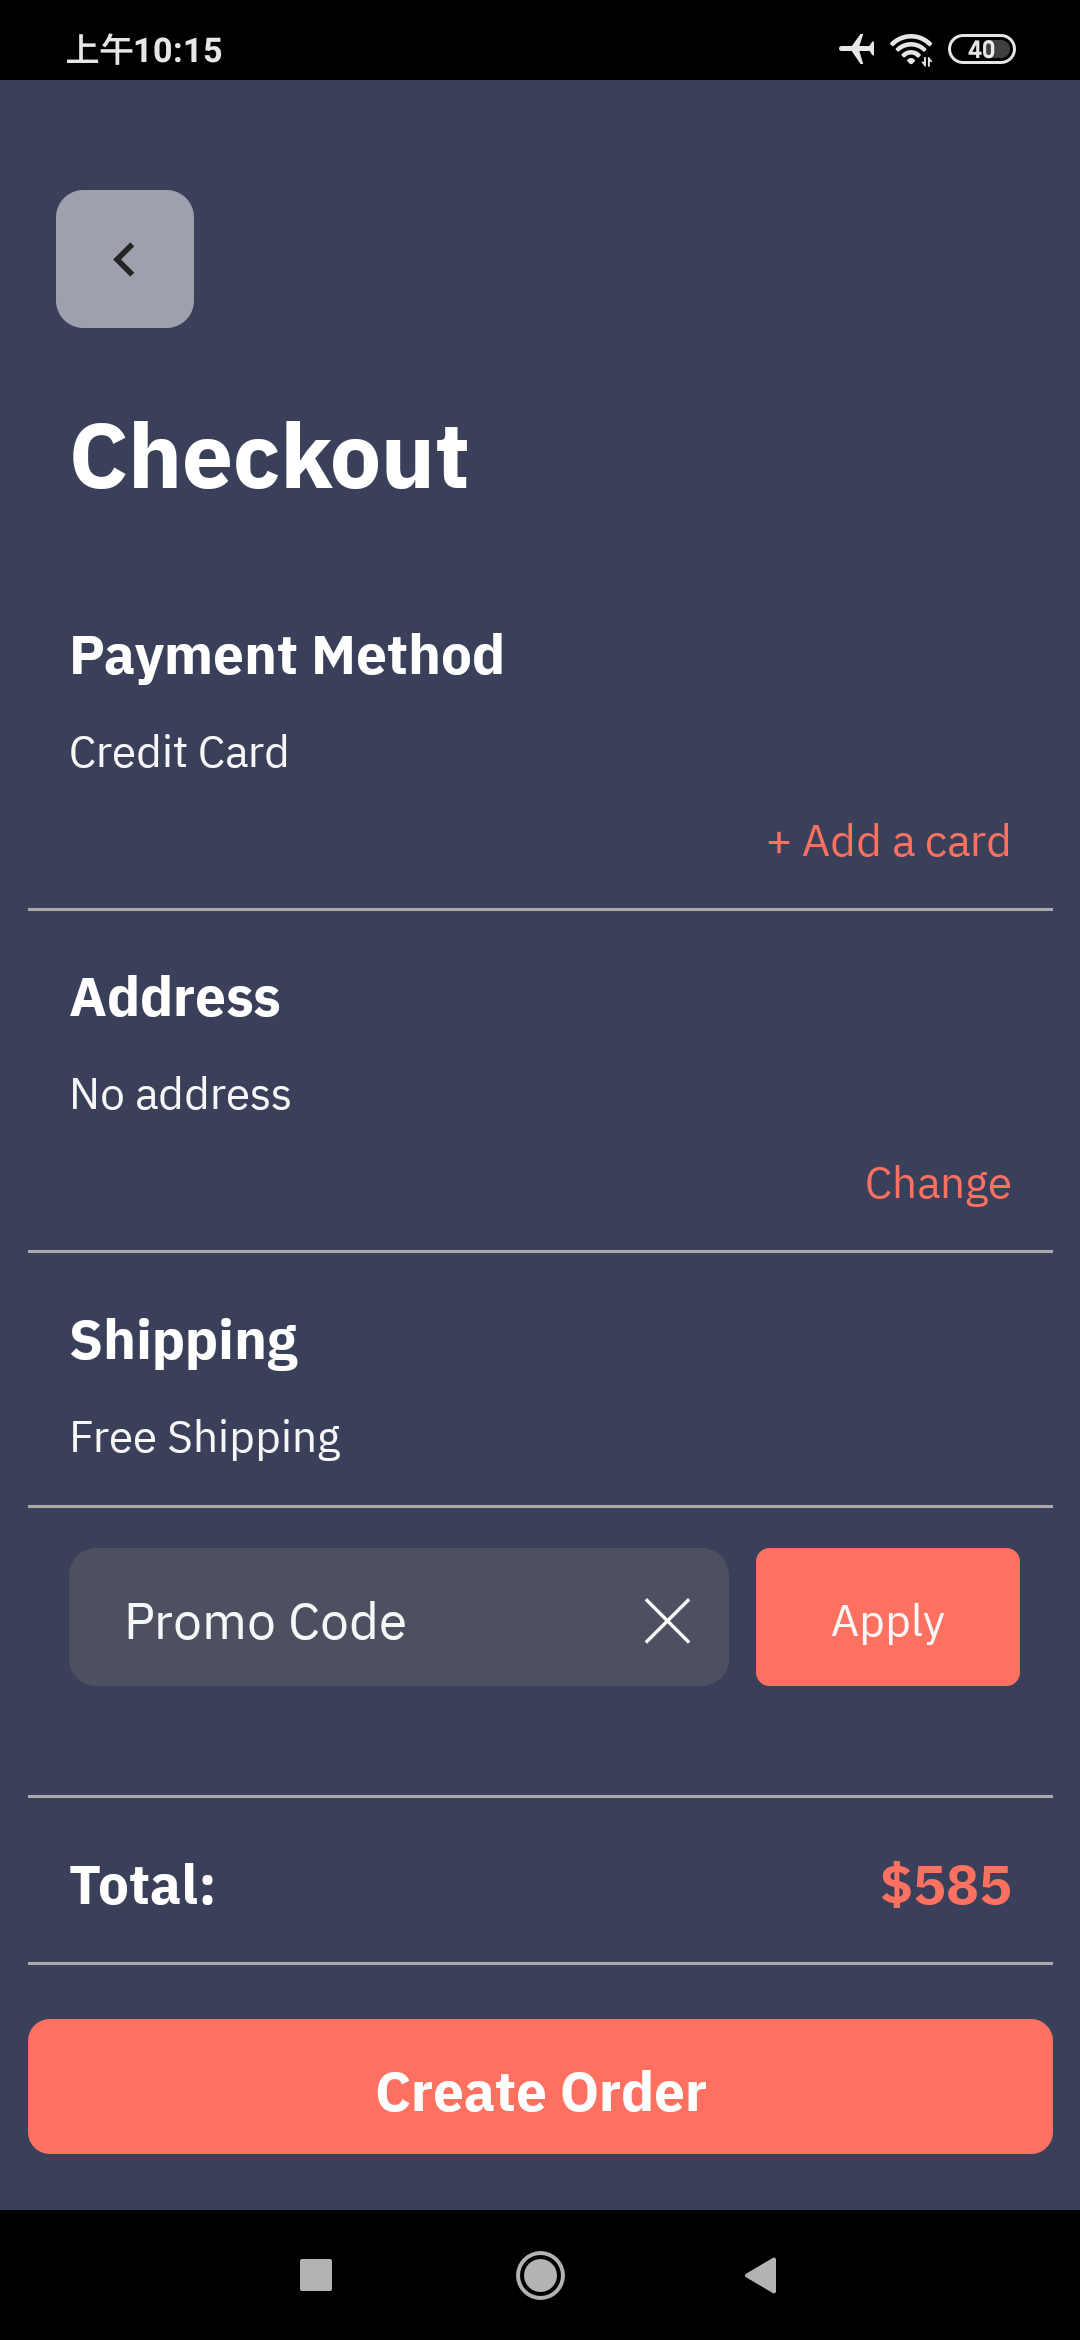 上午10:15
40
Checkout
Payment Method
Credit Card
+ Add a card
Address
No address
Change
Shipping
Free Shipping
Promo Code
Apply
Total: $585
Create Order